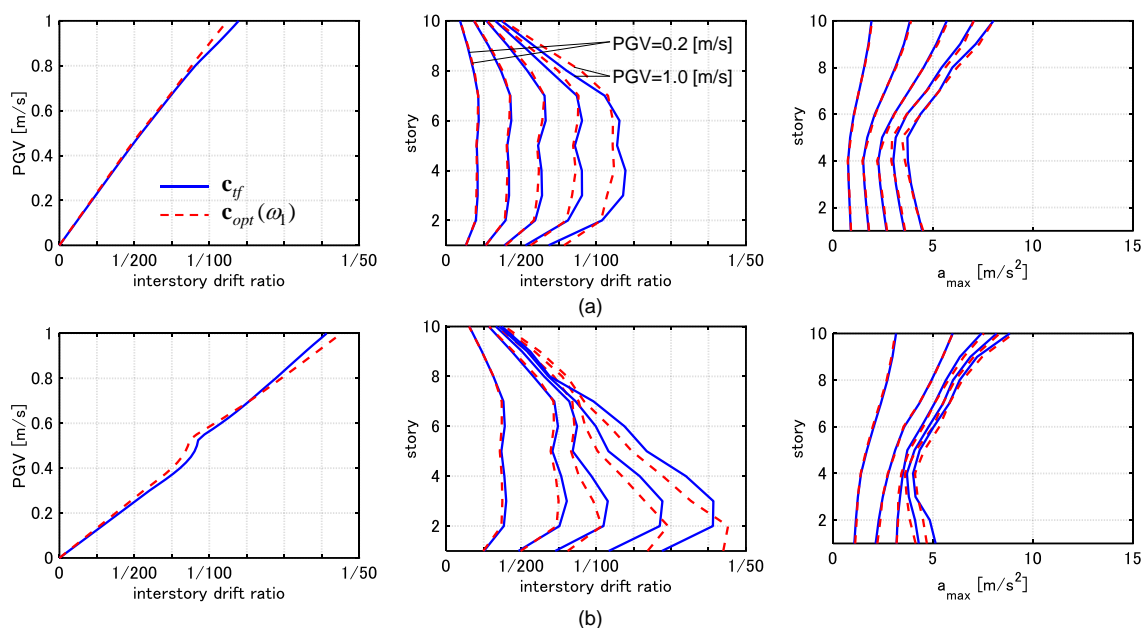 PGV [m/s]
1
0.8
0.6
0.4
0.2
0
c_tf
c_opt(ω_1)
0 1/200 1/100 1/50
interstory drift ratio
story
10
8
6
4
2
PGV=0.2 [m/s]
PGV=1.0 [m/s]
0 1/200 1/100 1/50
interstory drift ratio
story
10
8
6
4
2
0 5 10 15
a_max [m/s²]
(a)
PGV [m/s]
1
0.8
0.6
0.4
0.2
0
0 1/200 1/100 1/50
interstory drift ratio
story
10
8
6
4
2
0 1/200 1/100 1/50
interstory drift ratio
story
10
8
6
4
2
0 5 10 15
a_max [m/s²]
(b)